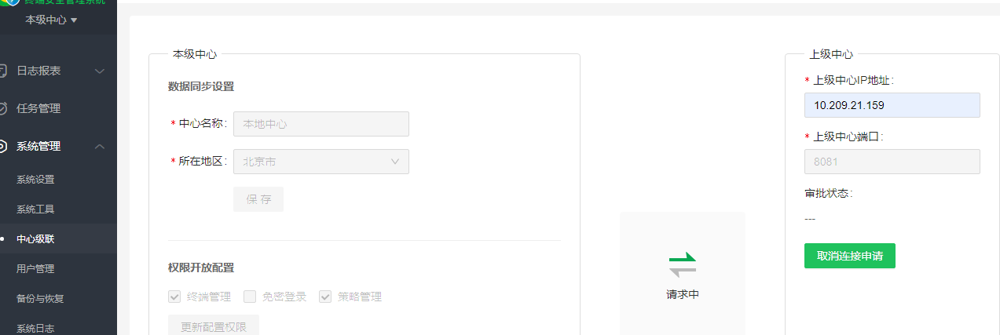 终端安全管理系统
本级中心
日志报表
任务管理
系统管理
系统设置
系统工具
中心级联
用户管理
备份与恢复
系统日志
本级中心
数据同步设置
* 中心名称:
本地中心
* 所在地区:
北京市
保 存
权限开放配置
终端管理
免密登录
策略管理
更新配置权限
请求中
上级中心
* 上级中心IP地址:
10.209.21.159
* 上级中心端口:
8081
审批状态:
---
取消连接申请